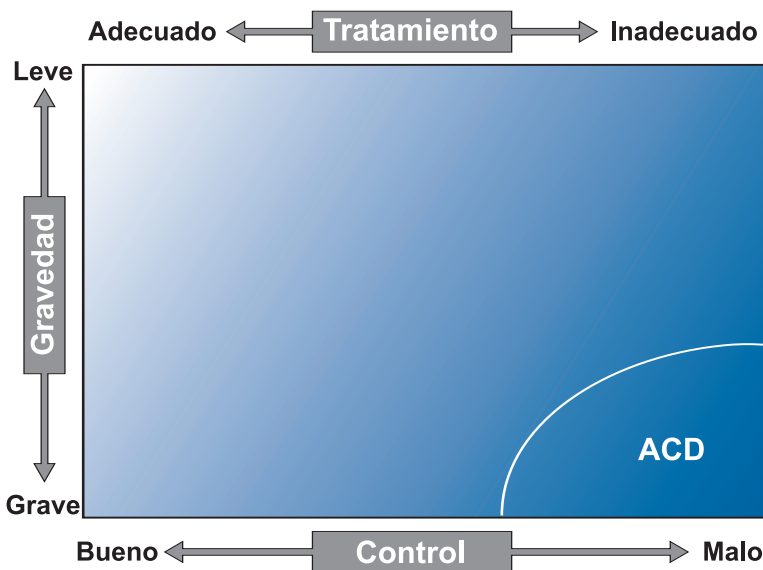 Adecuado Tratamiento Inadecuado
Leve
Gravedad
Grave
ACD
Bueno Control Malo